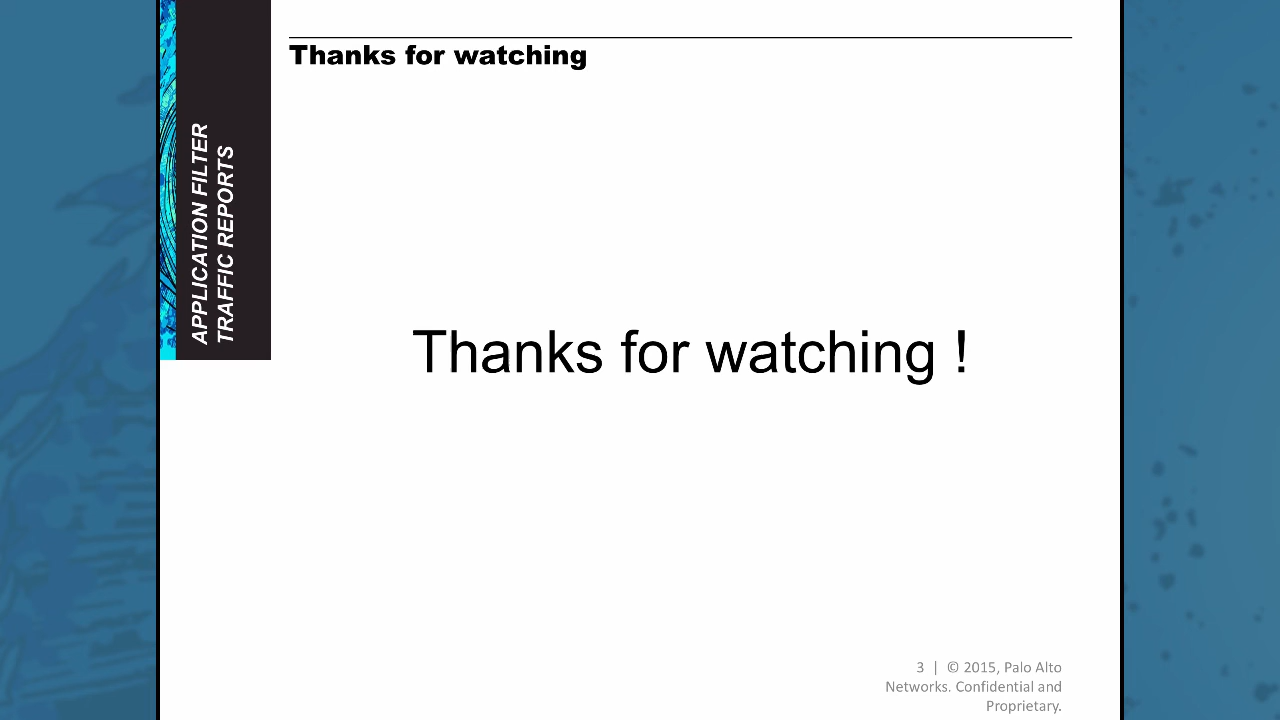 Thanks for watching
APPLICATION FILTER
TRAFFIC REPORTS
Thanks for watching !
3 | © 2015, Palo Alto
Networks. Confidential and
Proprietary.